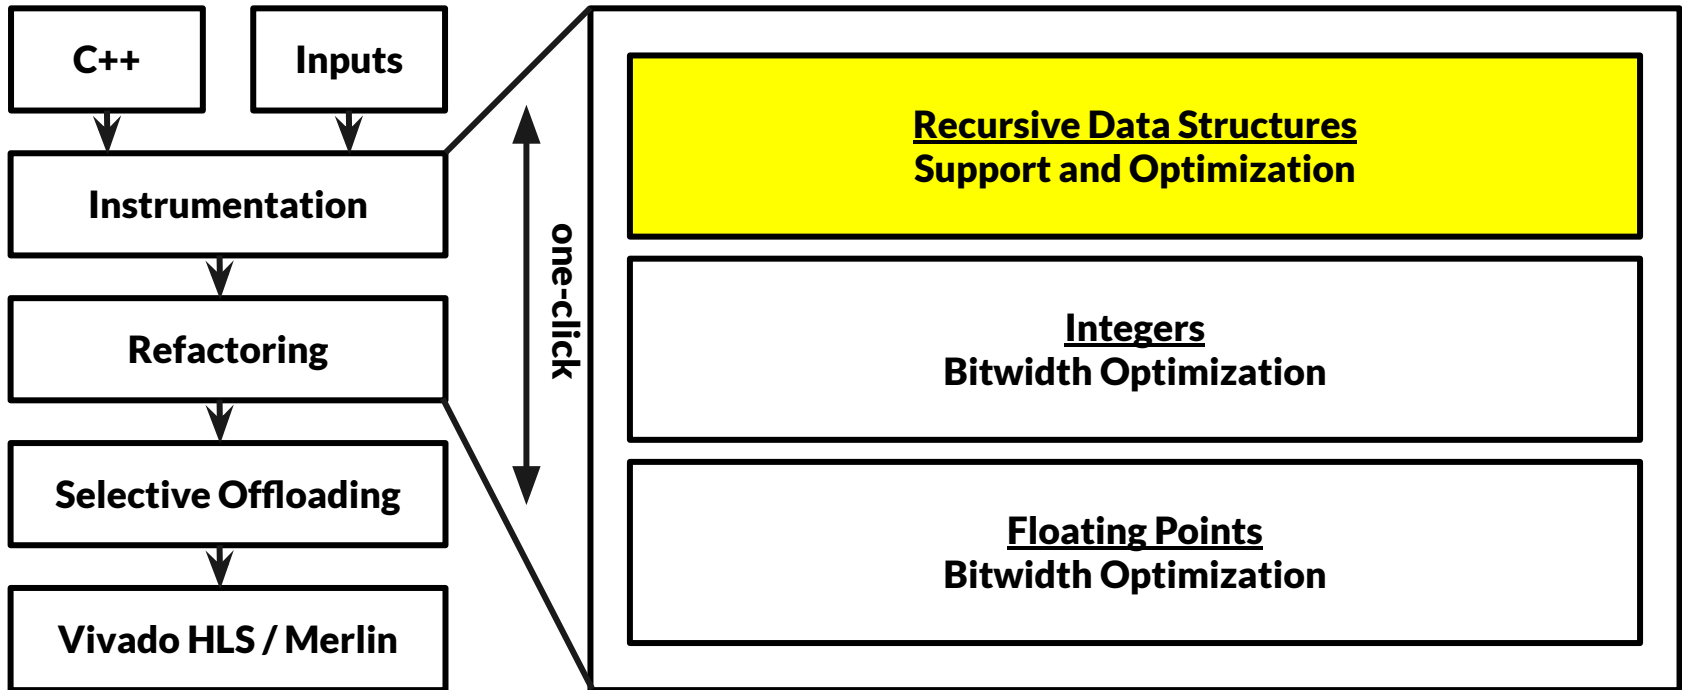 C++
Inputs
Instrumentation
Refactoring
Selective Offloading
Vivado HLS / Merlin
one-click
Recursive Data Structures
Support and Optimization
Integers
Bitwidth Optimization
Floating Points
Bitwidth Optimization